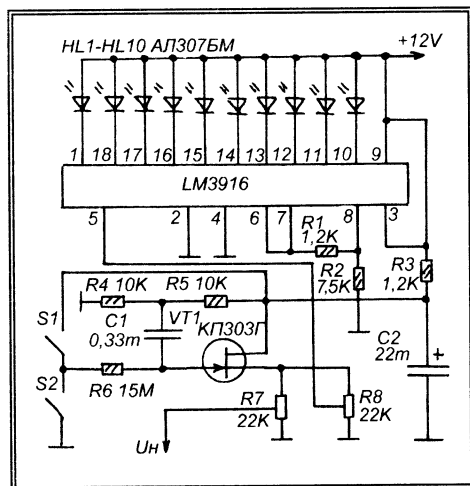 HL1-HL10 АЛ307БМ
+12V
1 18 17 16 15 14 13 12 11 10 9
LM3916
5 2 4 6 7 8 3
R1
1,2K
R2
7,5K
R3
1,2K
R4 10K R5 10K
S1
C1
0,33m
VT1
КП303Г
C2
22m
+
S2
R6 15M
R7
22K
R8
22K
Uн